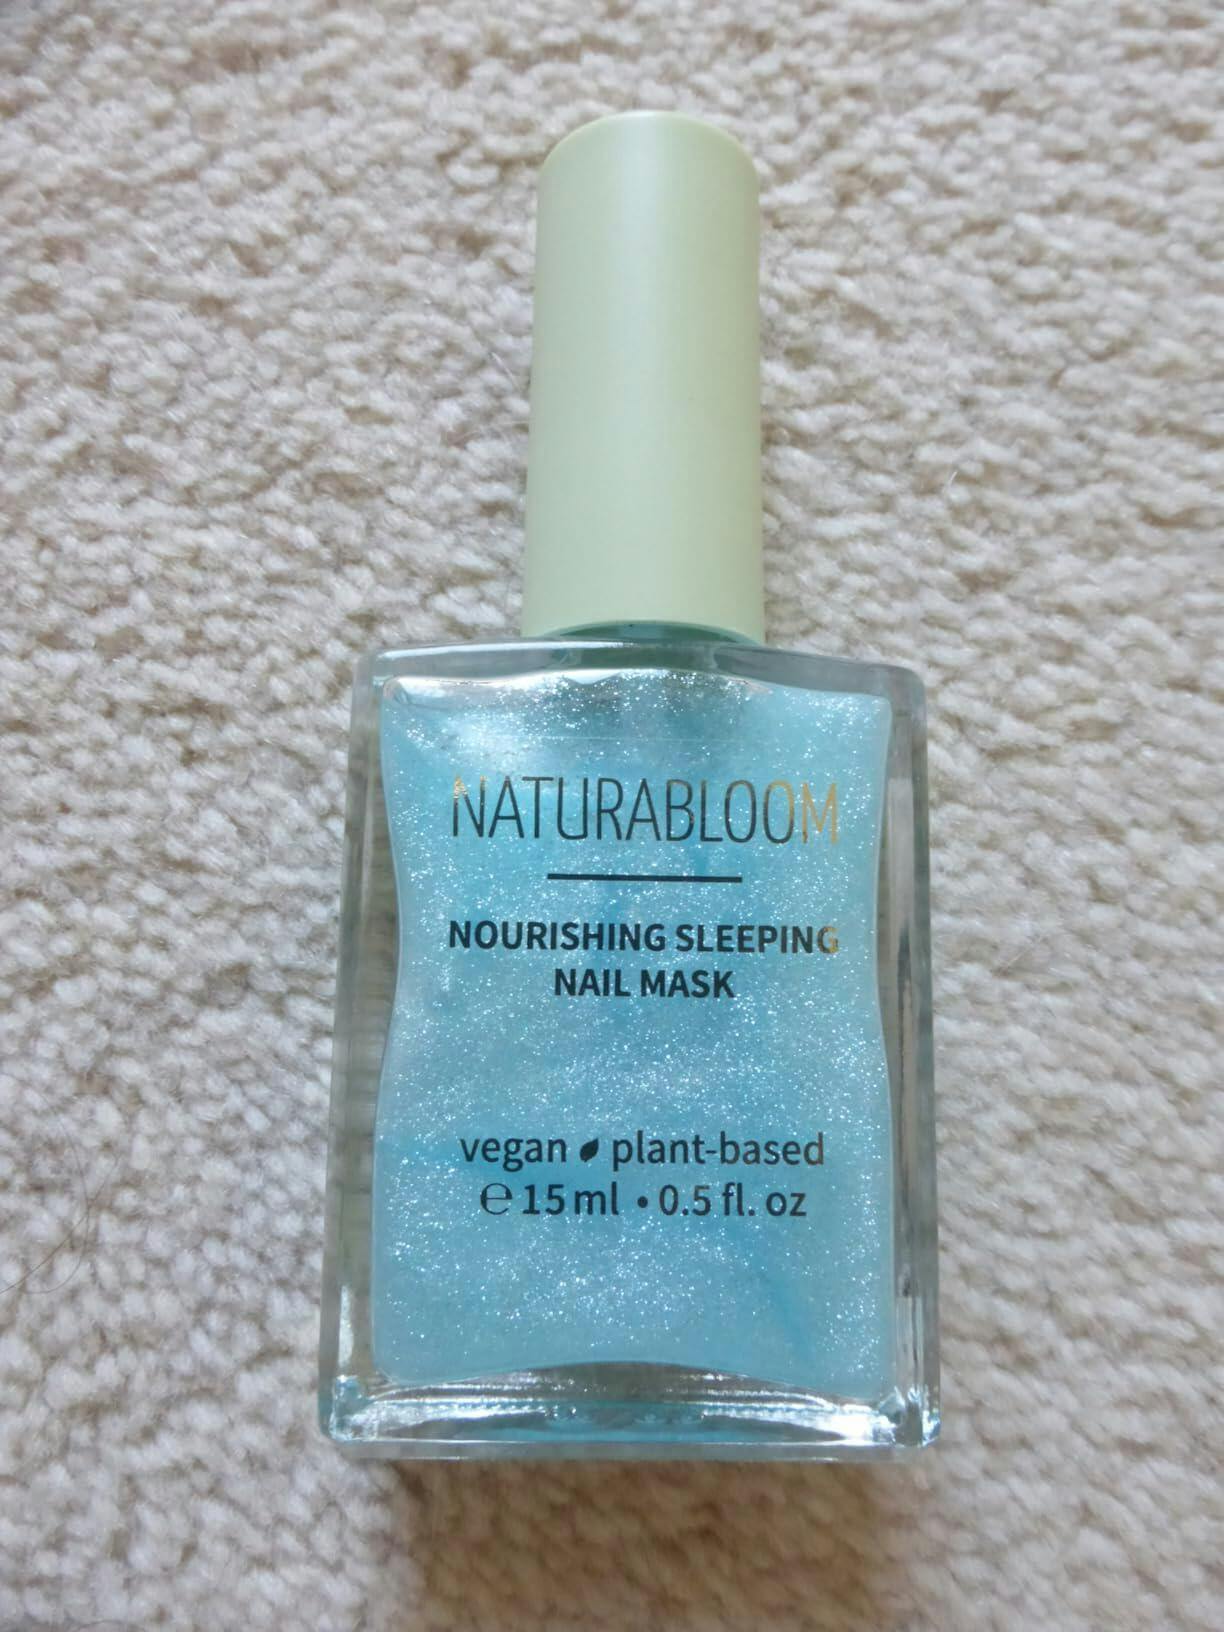 NATURABLOOM
NOURISHING SLEEPING
NAIL MASK
vegan plant-based
℮ 15 ml • 0.5 fl. oz